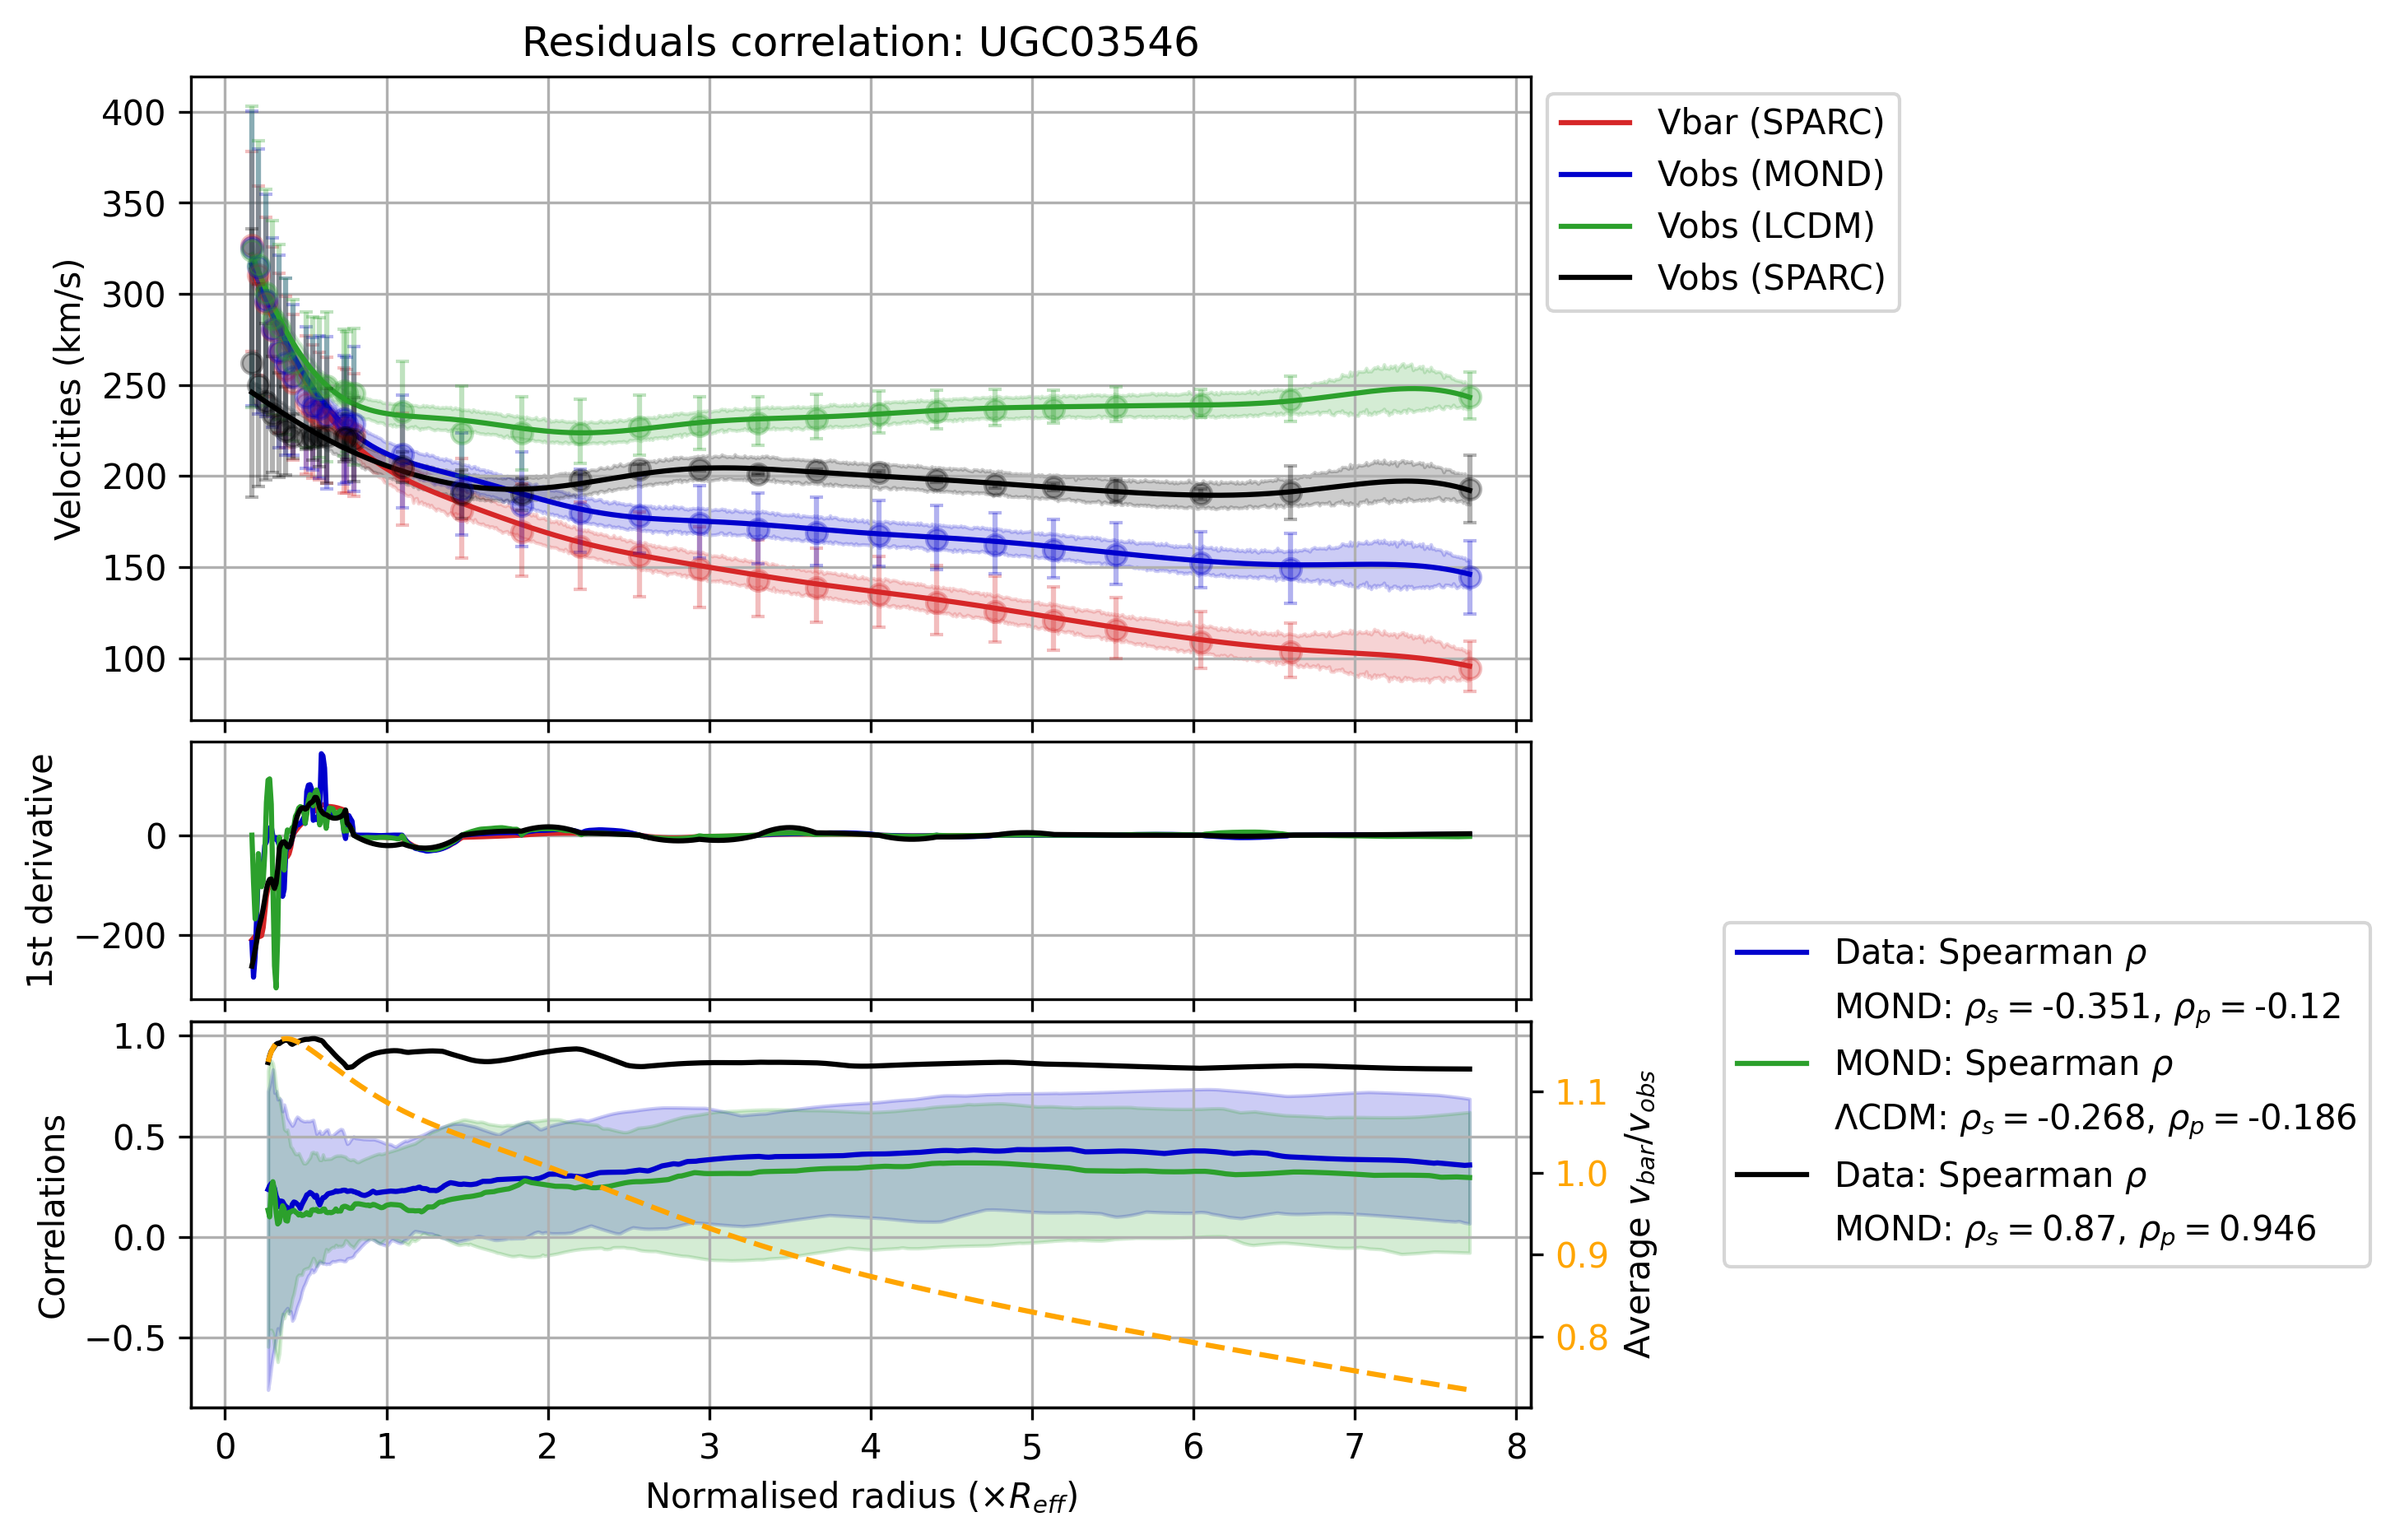 Residuals correlation: UGC03546
400
350
300
250
200
150
100
Velocities (km/s)
Vbar (SPARC)
Vobs (MOND)
Vobs (LCDM)
Vobs (SPARC)
0
−200
1st derivative
1.0
0.5
0.0
−0.5
Correlations
1.1
1.0
0.9
0.8
Average v_bar/v_obs
Data: Spearman ρ
MOND: ρ_s = -0.351, ρ_p = -0.12
MOND: Spearman ρ
ΛCDM: ρ_s = -0.268, ρ_p = -0.186
Data: Spearman ρ
MOND: ρ_s = 0.87, ρ_p = 0.946
0 1 2 3 4 5 6 7 8
Normalised radius (×R_eff)